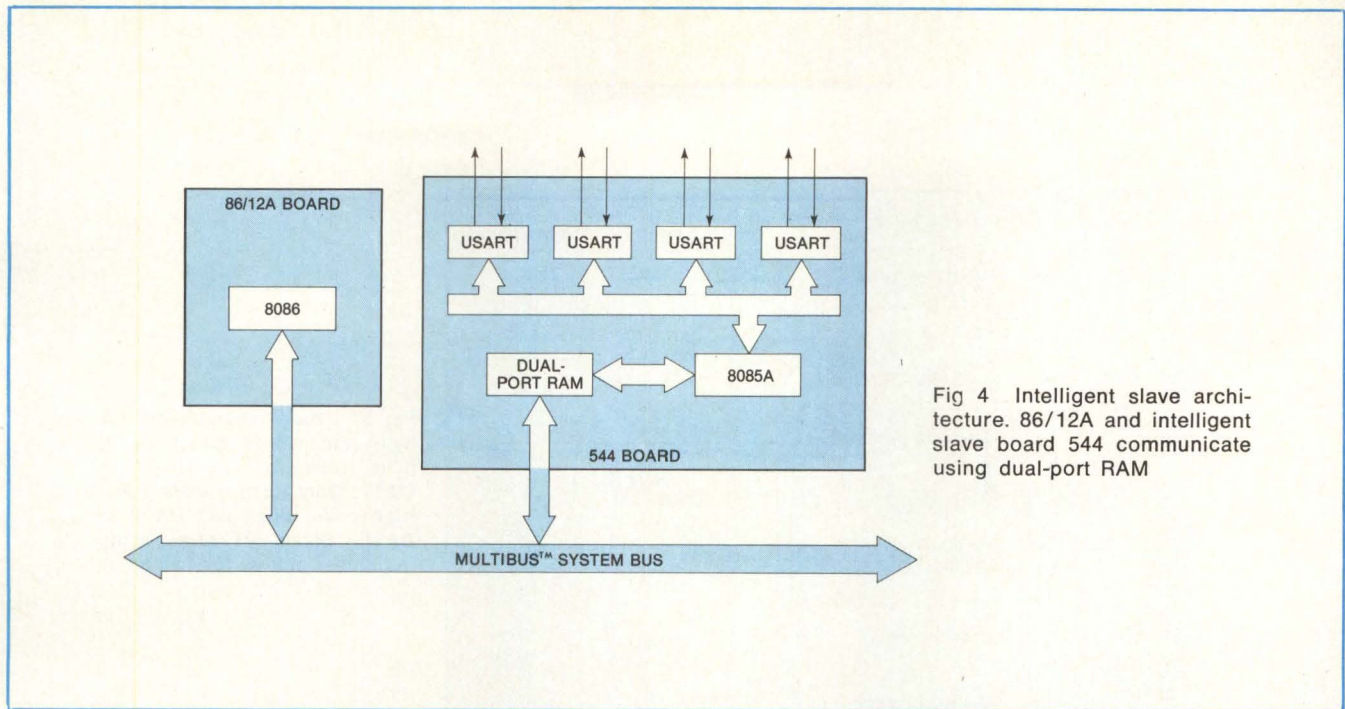 86/12A BOARD
8086
USART
USART
USART
USART
DUAL-
PORT RAM
8085A
544 BOARD
MULTIBUS™ SYSTEM BUS
Fig 4 Intelligent slave archi-
tecture. 86/12A and intelligent
slave board 544 communicate
using dual-port RAM